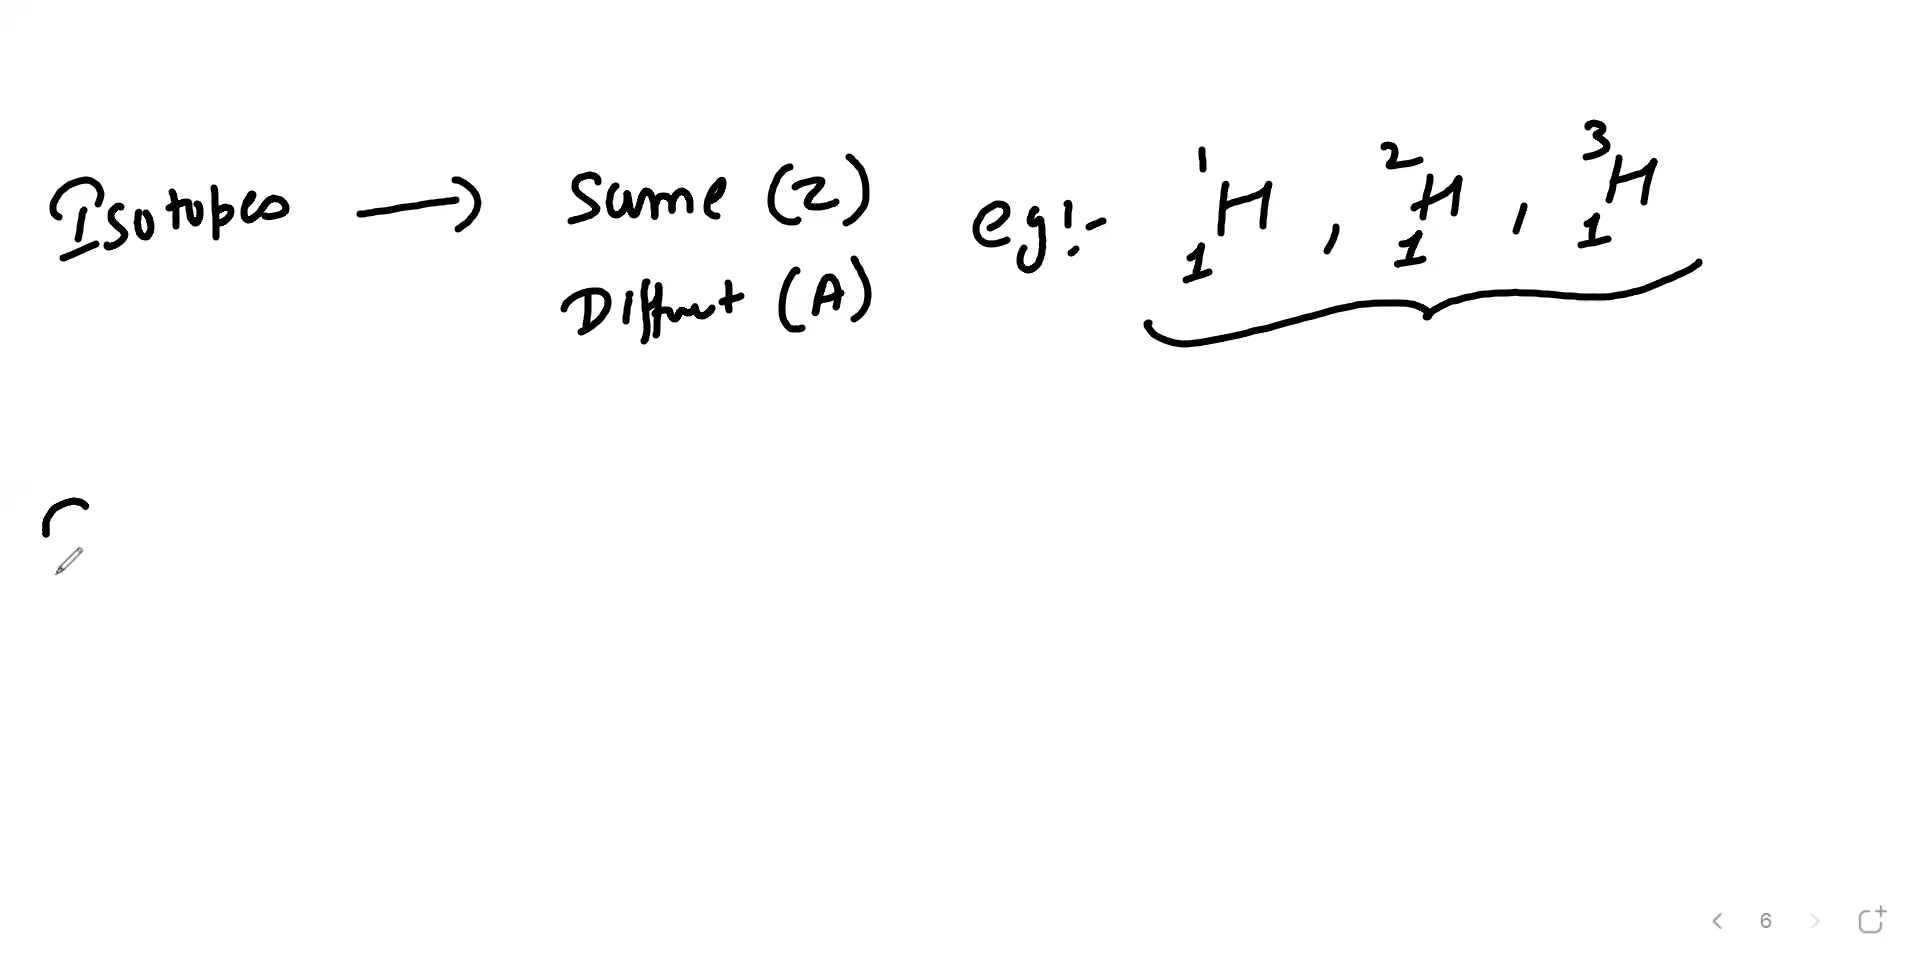 Isotopes → Same (Z) eg:- ¹₁H, ²₁H, ³₁H
Different (A)
6